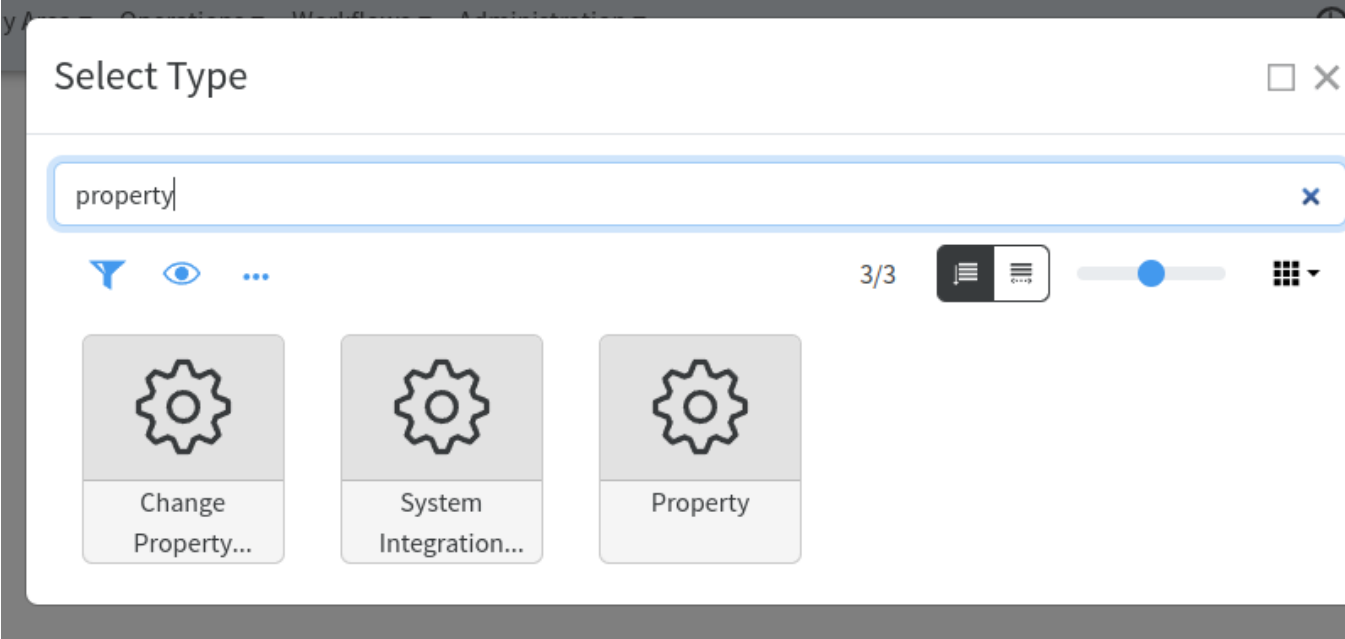 Select Type
property
3/3
Change
Property...
System
Integration...
Property